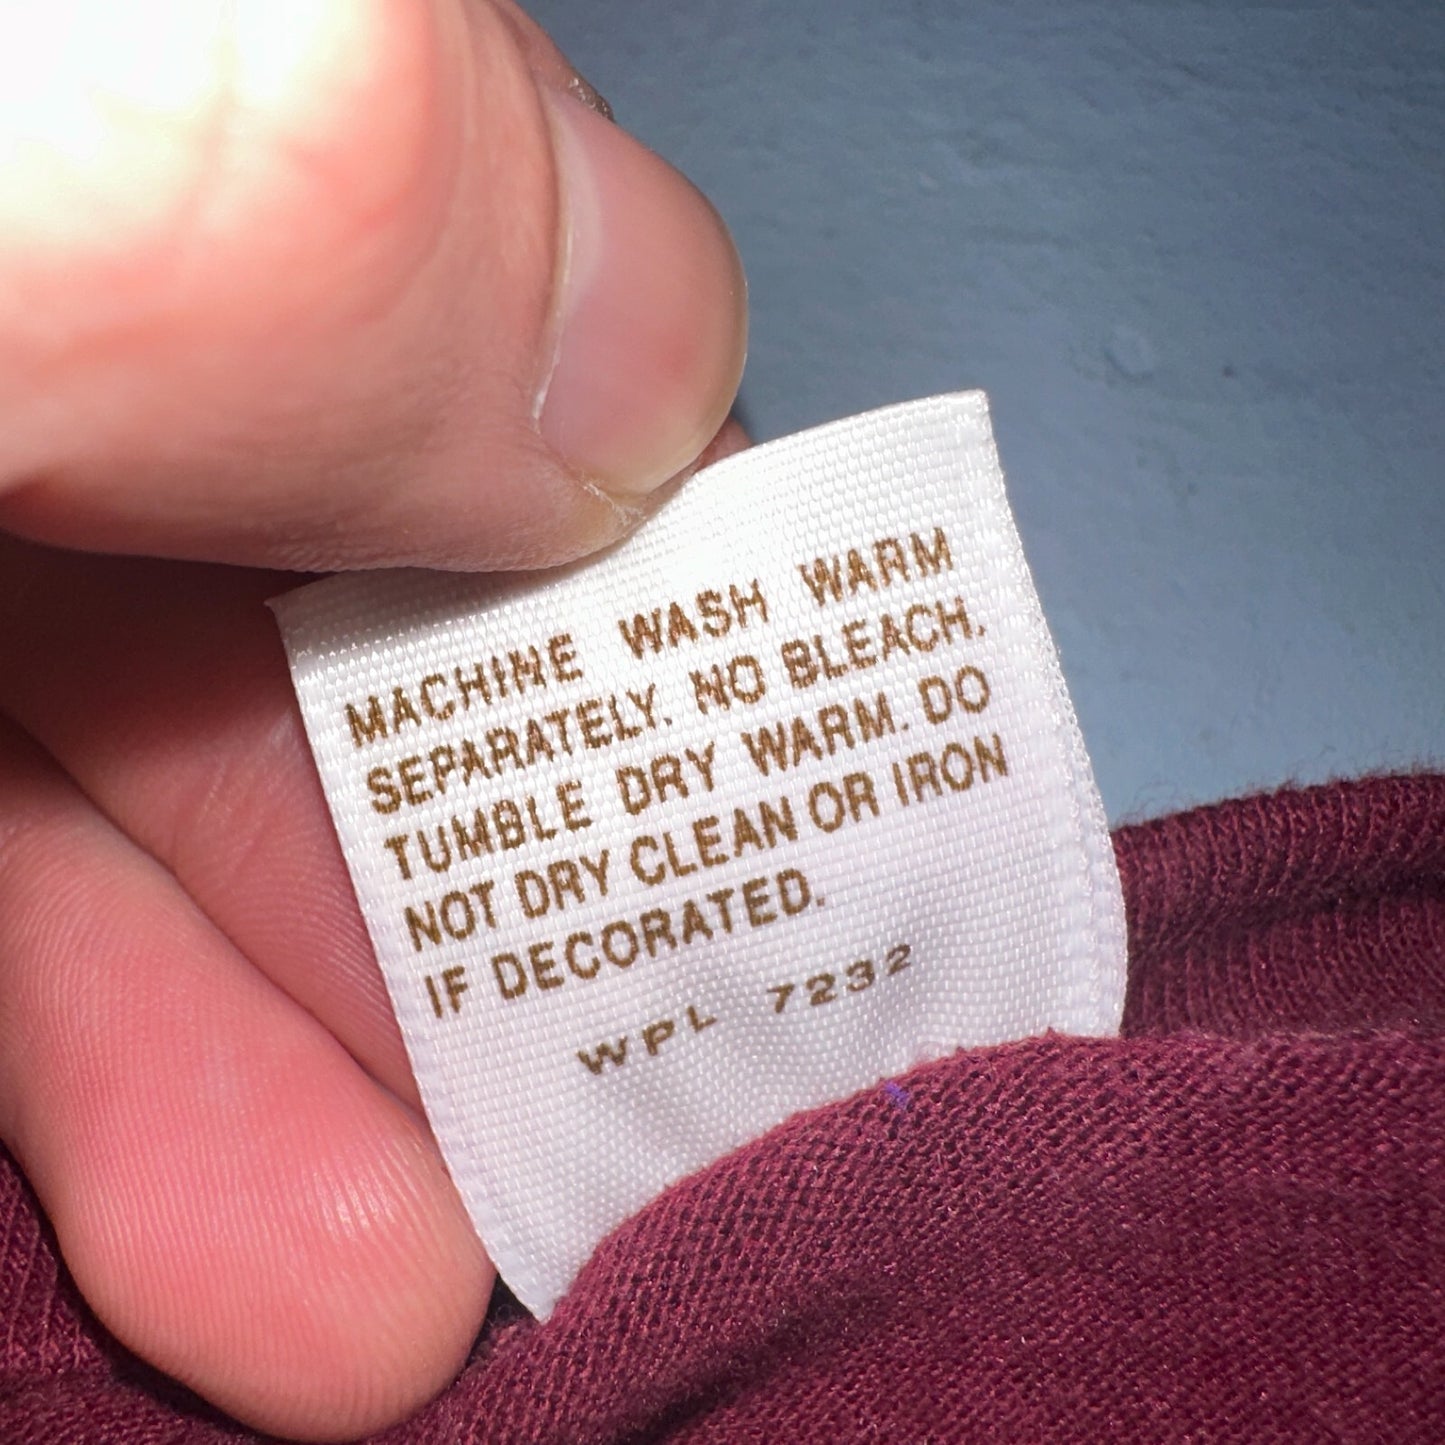 MACHINE WASH WARM
SEPARATELY. NO BLEACH.
TUMBLE DRY WARM. DO
NOT DRY CLEAN OR IRON
IF DECORATED.
WPL 7232